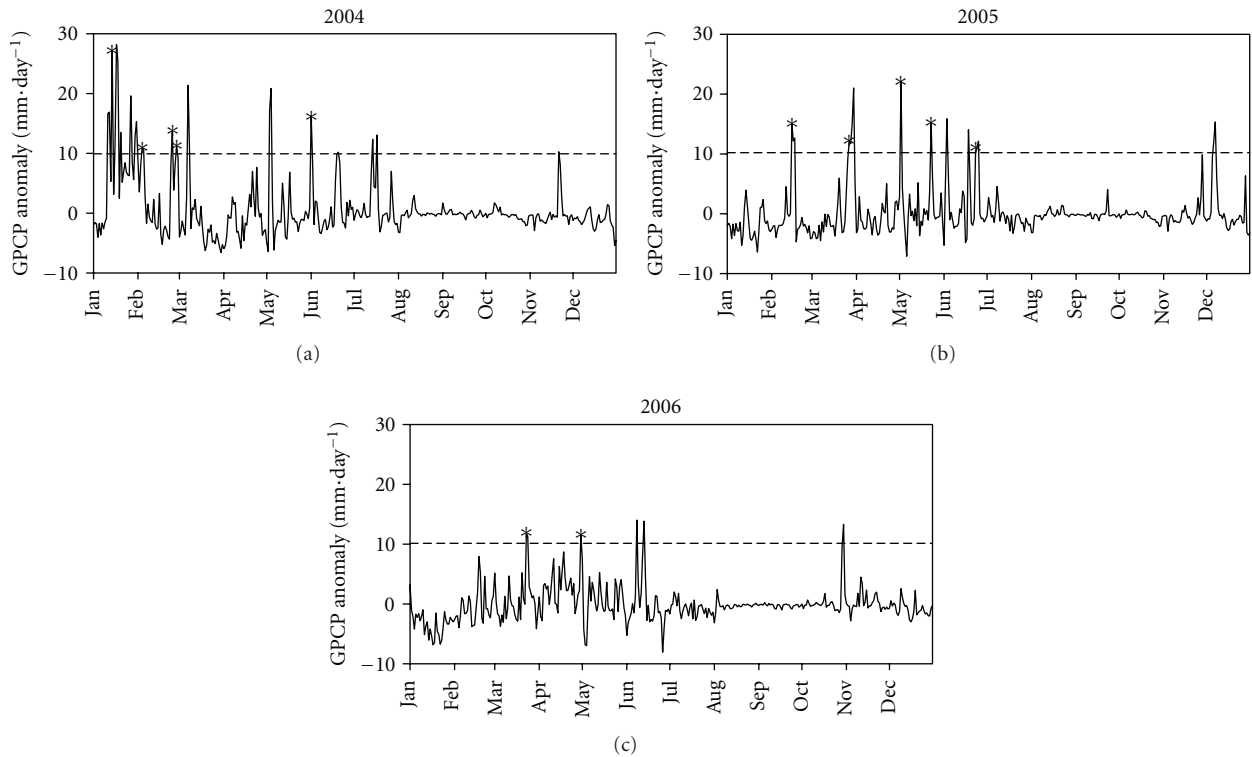 2004
GPCP anomaly (mm·day⁻¹)
30
20
10
0
−10
Jan Feb Mar Apr May Jun Jul Aug Sep Oct Nov Dec
(a)
2005
GPCP anomaly (mm·day⁻¹)
30
20
10
0
−10
Jan Feb Mar Apr May Jun Jul Aug Sep Oct Nov Dec
(b)
2006
GPCP anomaly (mm·day⁻¹)
30
20
10
0
−10
Jan Feb Mar Apr May Jun Jul Aug Sep Oct Nov Dec
(c)